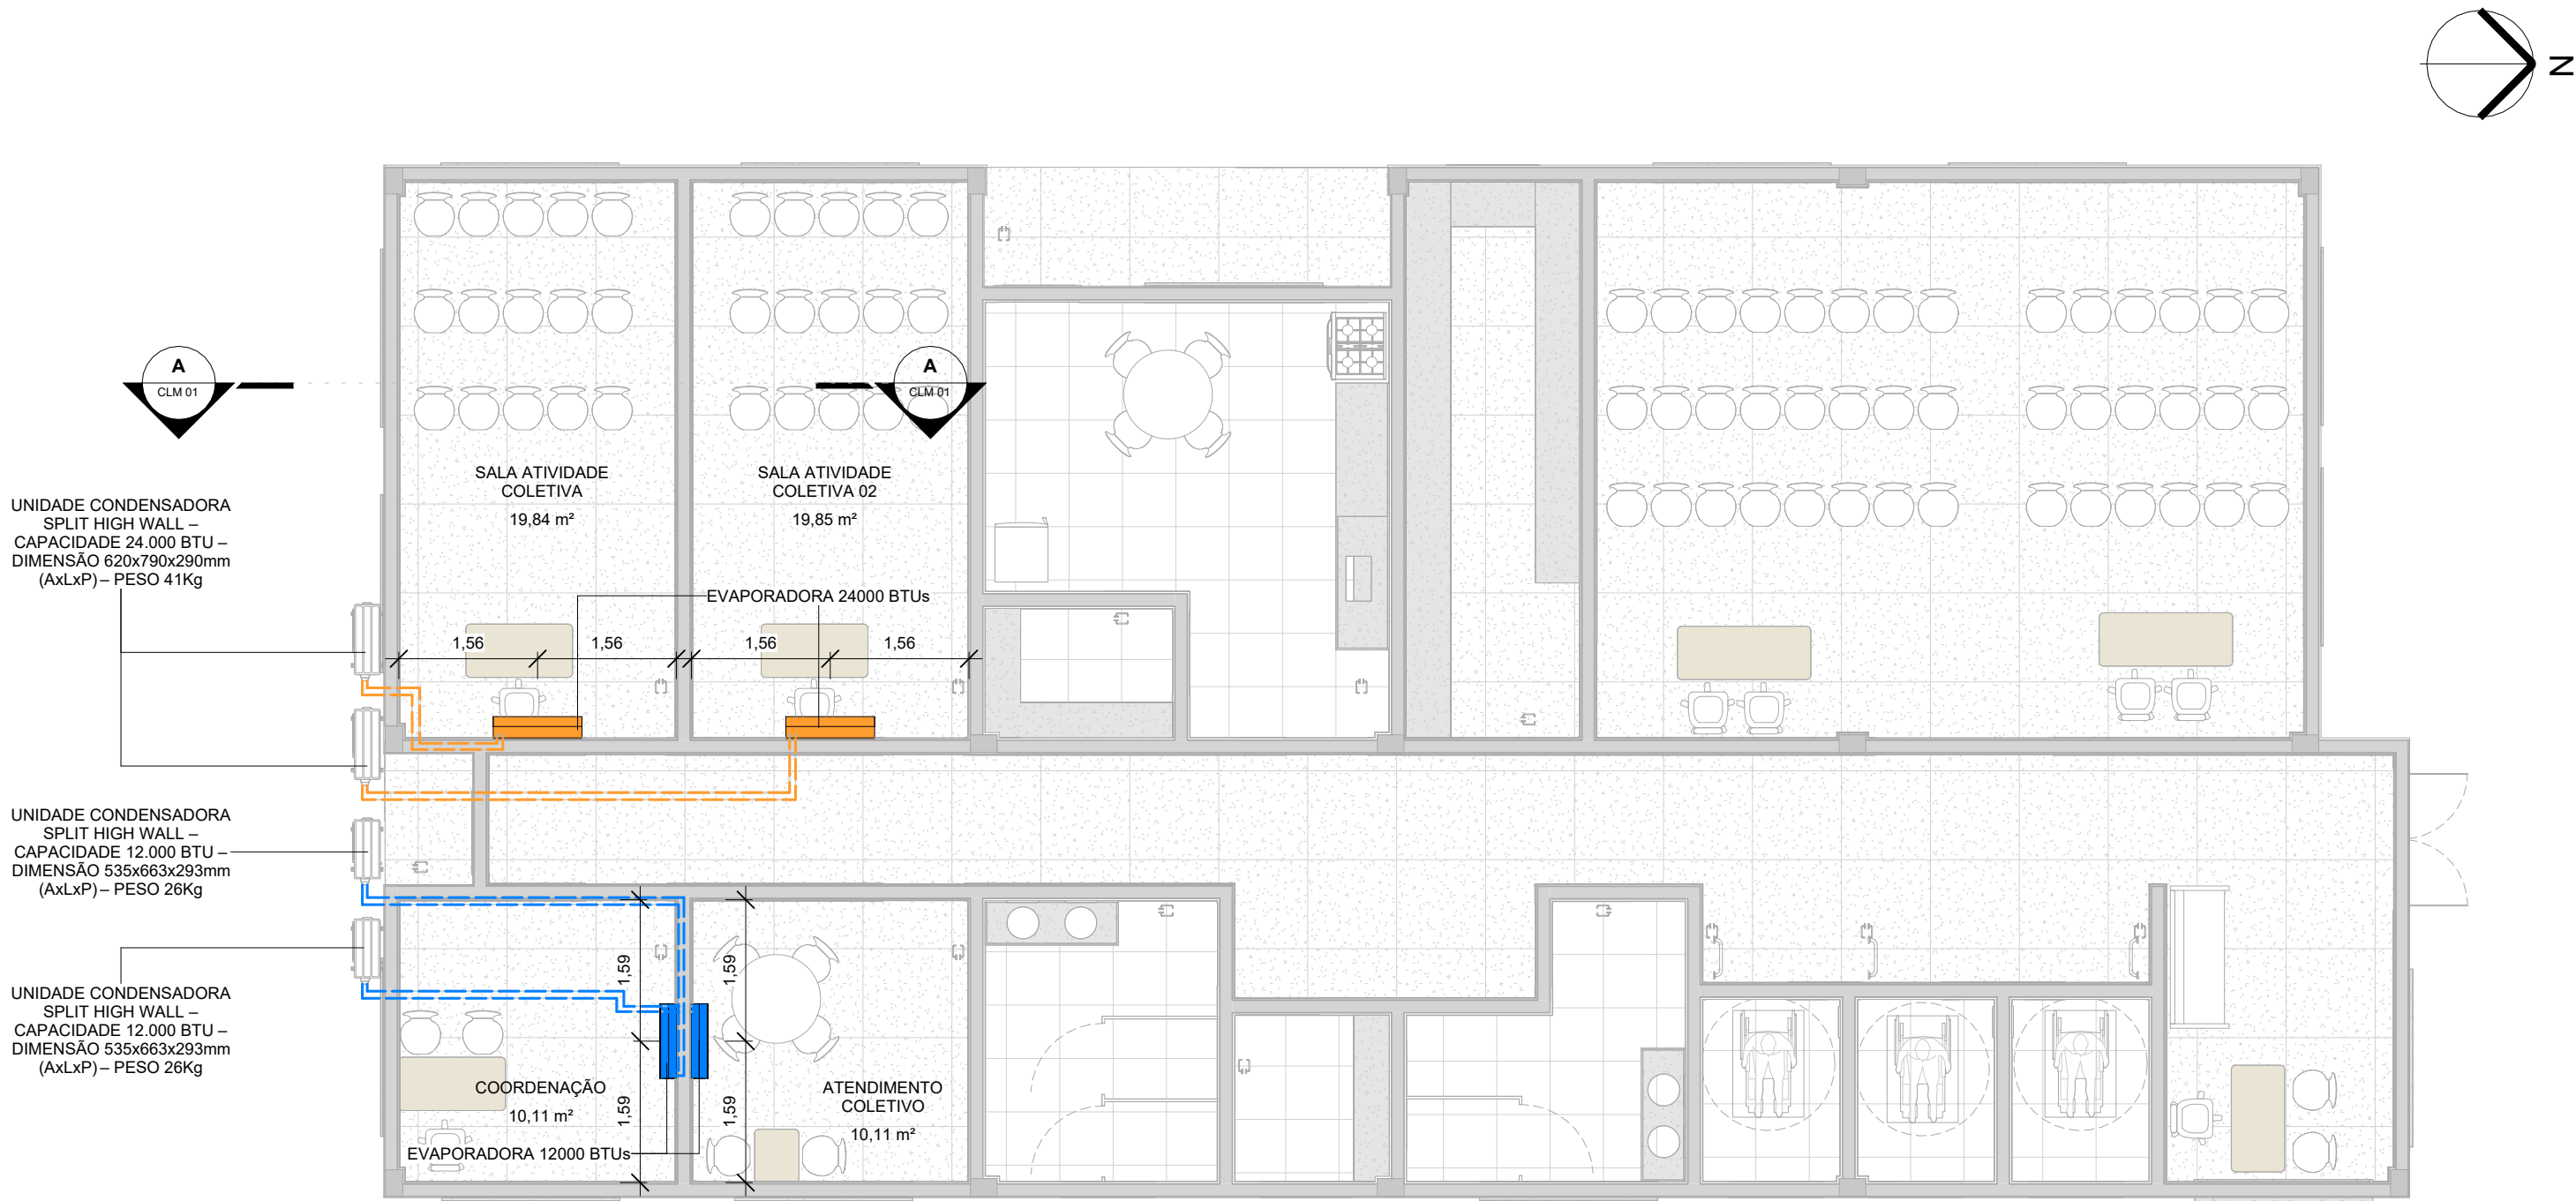 N
A
CLM 01
A
CLM 01
SALA ATIVIDADE
COLETIVA
19,84 m²
SALA ATIVIDADE
COLETIVA 02
19,85 m²
UNIDADE CONDENSADORA
SPLIT HIGH WALL –
CAPACIDADE 24.000 BTU –
DIMENSÃO 620x790x290mm
(AxLxP) – PESO 41Kg
EVAPORADORA 24000 BTUs
1,56
1,56
1,56
1,56
UNIDADE CONDENSADORA
SPLIT HIGH WALL –
CAPACIDADE 12.000 BTU –
DIMENSÃO 535x663x293mm
(AxLxP) – PESO 26Kg
1,59
1,59
UNIDADE CONDENSADORA
SPLIT HIGH WALL –
CAPACIDADE 12.000 BTU –
DIMENSÃO 535x663x293mm
(AxLxP) – PESO 26Kg
COORDENAÇÃO
10,11 m²
1,59
1,59
ATENDIMENTO
COLETIVO
10,11 m²
EVAPORADORA 12000 BTUs